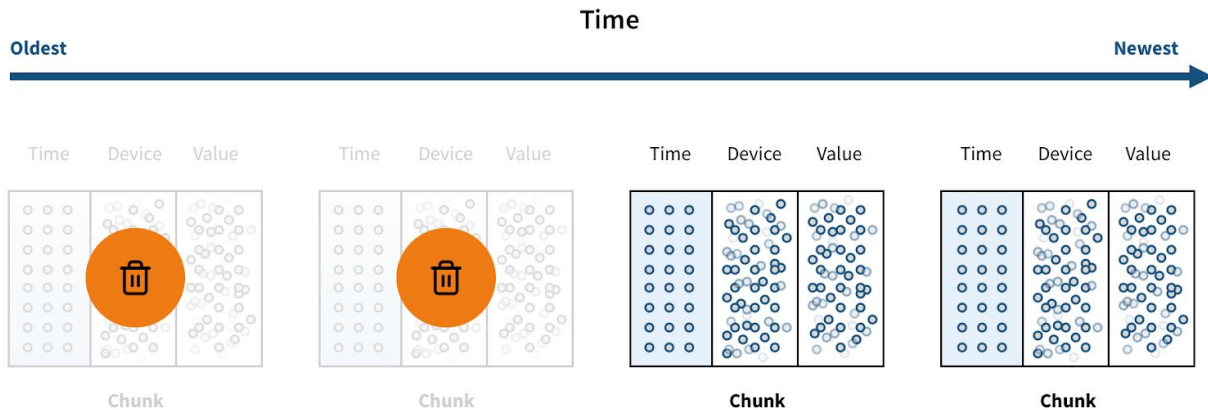 Time
Oldest Newest
Time Device Value Time Device Value Time Device Value Time Device Value
Chunk Chunk Chunk Chunk